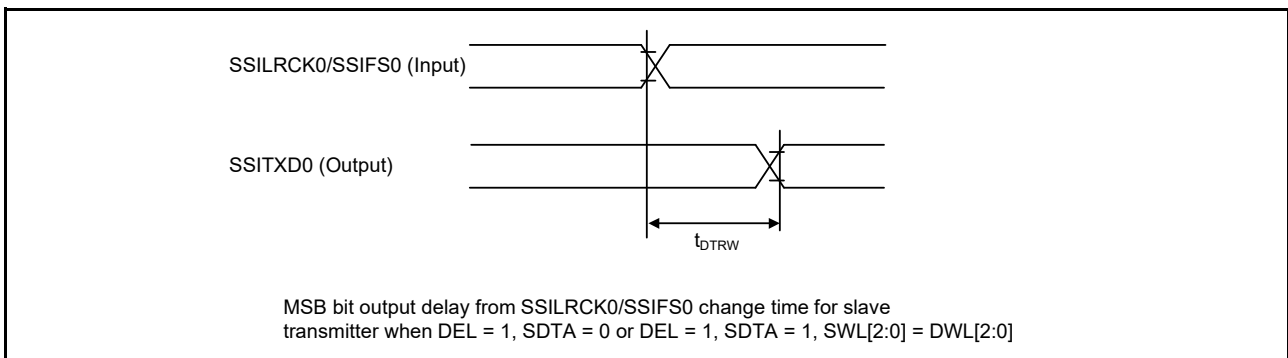 SSILRCK0/SSIFS0 (Input)
SSITXD0 (Output)
tDTRW
MSB bit output delay from SSILRCK0/SSIFS0 change time for slave
transmitter when DEL = 1, SDTA = 0 or DEL = 1, SDTA = 1, SWL[2:0] = DWL[2:0]